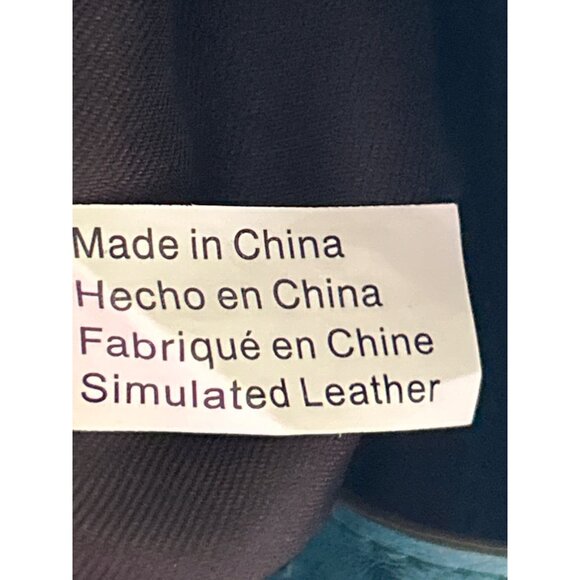 Made in China
Hecho en China
Fabriqué en Chine
Simulated Leather